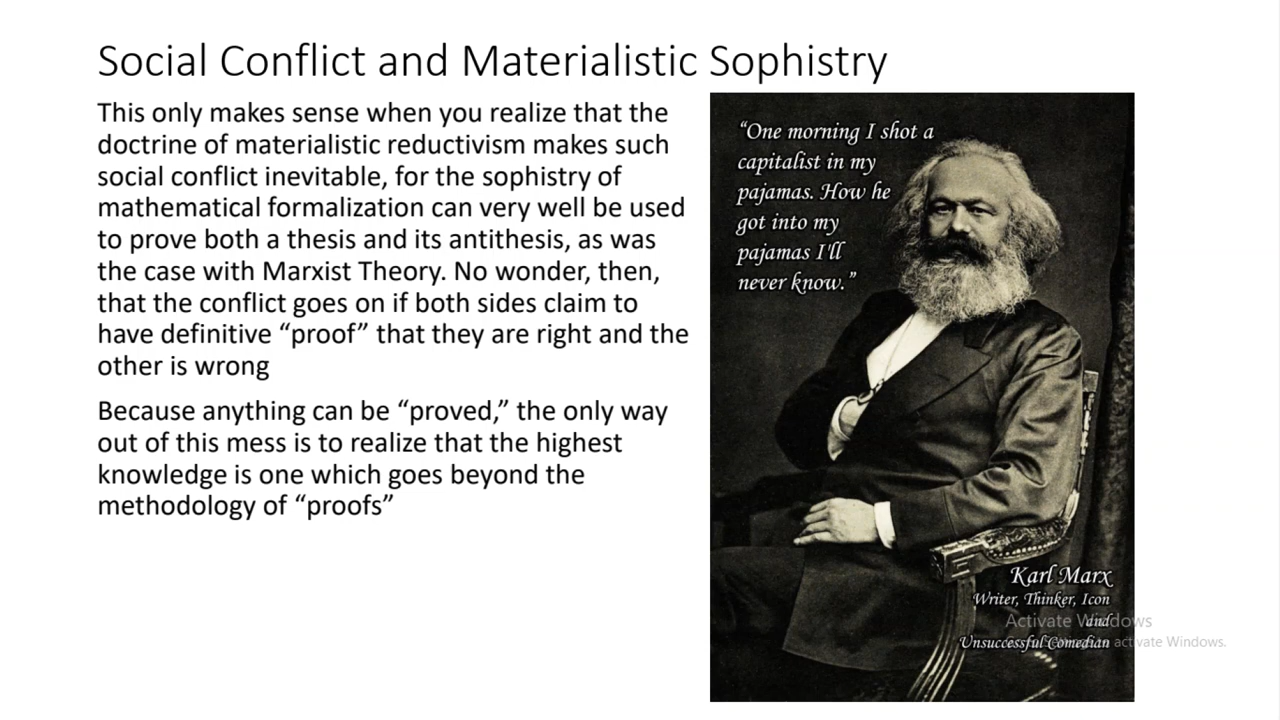 Social Conflict and Materialistic Sophistry
This only makes sense when you realize that the
doctrine of materialistic reductivism makes such
social conflict inevitable, for the sophistry of
mathematical formalization can very well be used
to prove both a thesis and its antithesis, as was
the case with Marxist Theory. No wonder, then,
that the conflict goes on if both sides claim to
have definitive “proof” that they are right and the
other is wrong
Because anything can be “proved,” the only way
out of this mess is to realize that the highest
knowledge is one which goes beyond the
methodology of “proofs”
“One morning I shot a
capitalist in my
pajamas. How he
got into my
pajamas I'll
never know.”
Karl Marx
Writer, Thinker, Icon
and
Unsuccessful Comedian
Activate Windows
activate Windows.